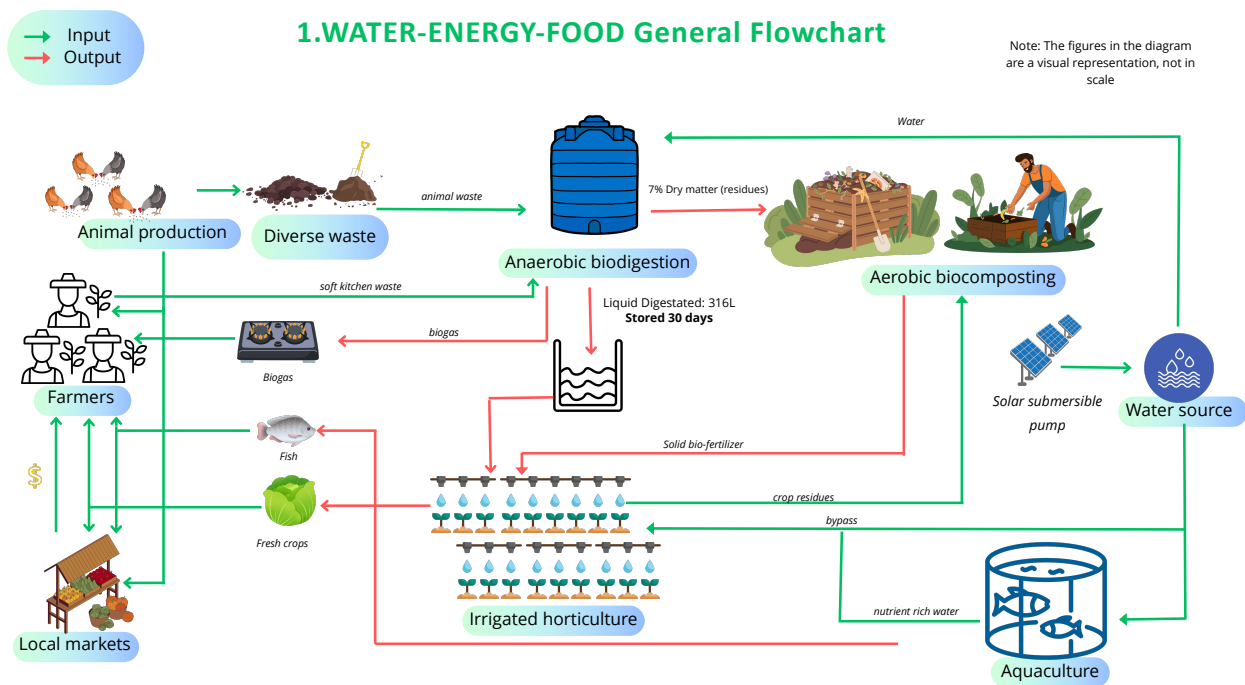 1.WATER-ENERGY-FOOD General Flowchart
Input
Output
Note: The figures in the diagram
are a visual representation, not in
scale
Water
animal waste
7% Dry matter (residues)
Animal production
Diverse waste
Anaerobic biodigestion
Aerobic biocomposting
soft kitchen waste
Liquid Digestated: 316L
Stored 30 days
biogas
Biogas
Farmers
Solar submersible
pump
Water source
Fish
Solid bio-fertilizer
$
crop residues
bypass
Fresh crops
nutrient rich water
Irrigated horticulture
Local markets
Aquaculture